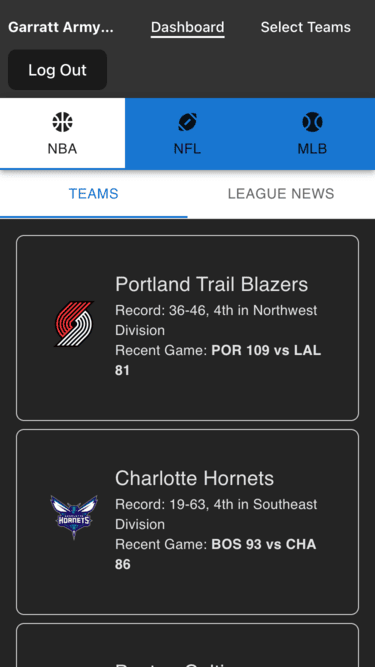 Garratt Army...
Dashboard
Select Teams
Log Out
NBA
NFL
MLB
TEAMS
LEAGUE NEWS
Portland Trail Blazers
Record: 36-46, 4th in Northwest
Division
Recent Game: POR 109 vs LAL
81
HORNETS
Charlotte Hornets
Record: 19-63, 4th in Southeast
Division
Recent Game: BOS 93 vs CHA
86